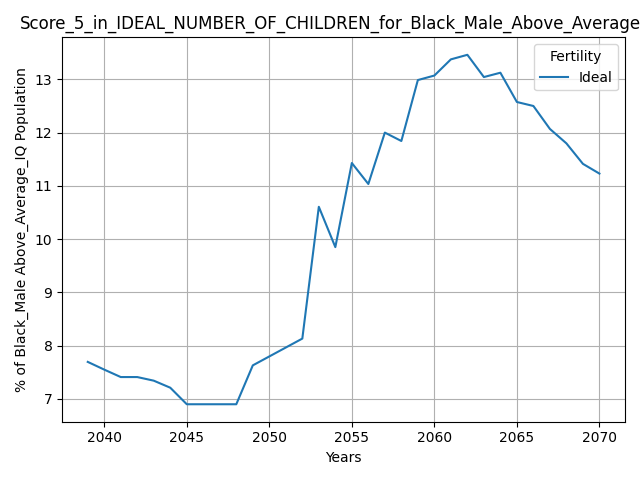 Score_5_in_IDEAL_NUMBER_OF_CHILDREN_for_Black_Male_Above_Average
% of Black_Male Above_Average_IQ Population
13
12
11
10
9
8
7
Fertility
Ideal
2040 2045 2050 2055 2060 2065 2070
Years